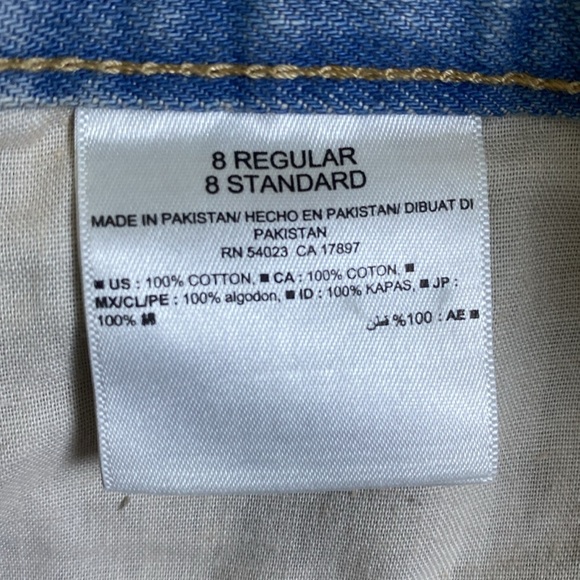 8 REGULAR
8 STANDARD
MADE IN PAKISTAN/ HECHO EN PAKISTAN/ DIBUAT DI
PAKISTAN
RN 54023 CA 17897
■ US : 100% COTTON, ■ CA : 100% COTON, ■
MX/CL/PE : 100% algodon, ■ ID : 100% KAPAS, ■ JP :
100% 綿
■ AE : 100% قطن